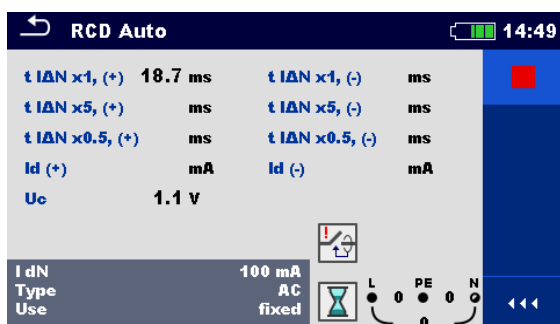 RCD Auto 14:49
t IΔN x1, (+) 18.7 ms t IΔN x1, (-) ms
t IΔN x5, (+) ms t IΔN x5, (-) ms
t IΔN x0.5, (+) ms t IΔN x0.5, (-) ms
Id (+) mA Id (-) mA
Uc 1.1 V
!
I dN 100 mA
Type AC
Use fixed
L PE N
0 0
0